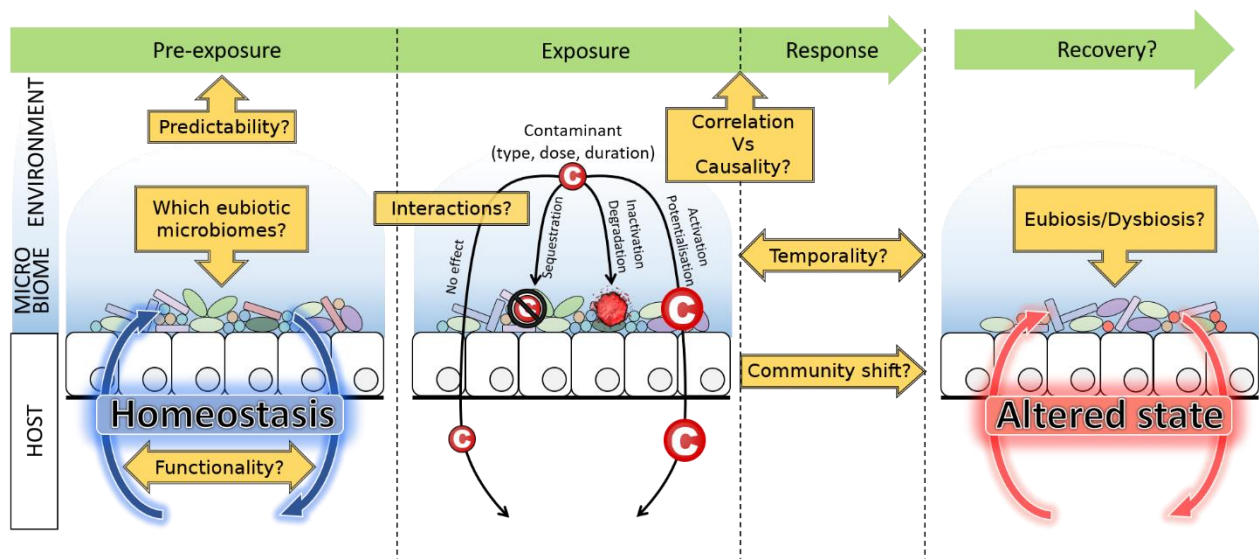 Pre-exposure
Exposure
Response
Recovery?
ENVIRONMENT
MICRO
BIOME
HOST
Predictability?
Which eubiotic
microbiomes?
Homeostasis
Functionality?
Contaminant
(type, dose, duration)
C
Interactions?
No effect
Sequestration
Inactivation
Degradation
Activation
Potentialisation
C
C
C
C
Correlation
Vs
Causality?
Temporality?
Community shift?
Eubiosis/Dysbiosis?
Altered state